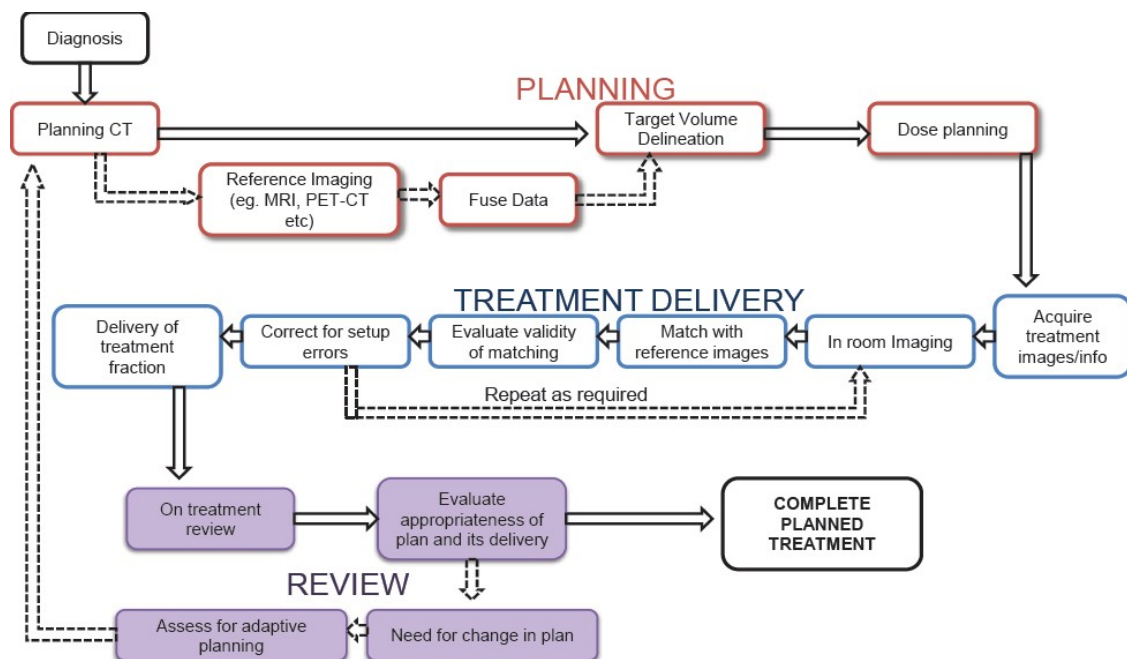 Diagnosis
PLANNING
Planning CT
Target Volume
Delineation
Dose planning
Reference Imaging
(eg. MRI, PET-CT
etc)
Fuse Data
TREATMENT DELIVERY
Delivery of
treatment
fraction
Correct for setup
errors
Evaluate validity
of matching
Match with
reference images
In room Imaging
Acquire
treatment
images/info
Repeat as required
On treatment
review
Evaluate
appropriateness of
plan and its delivery
COMPLETE
PLANNED
TREATMENT
REVIEW
Assess for adaptive
planning
Need for change in plan